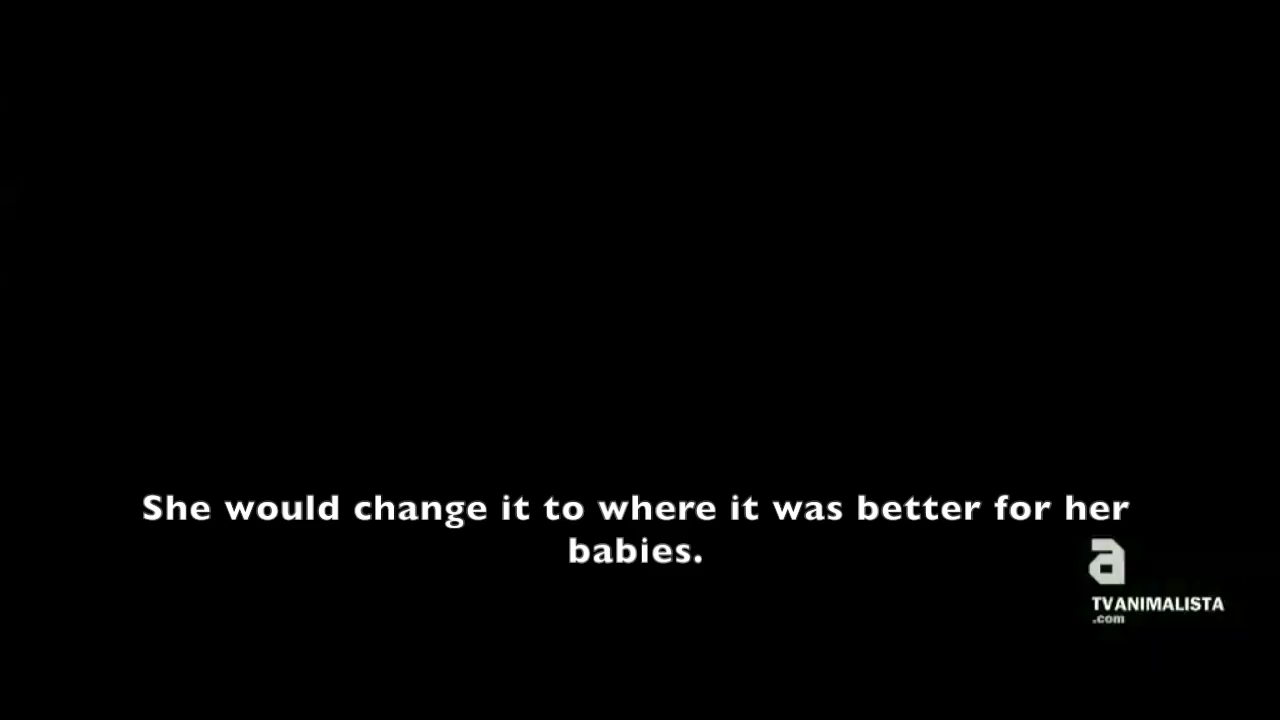 She would change it to where it was better for her
babies.
a
TVANIMALISTA
.com